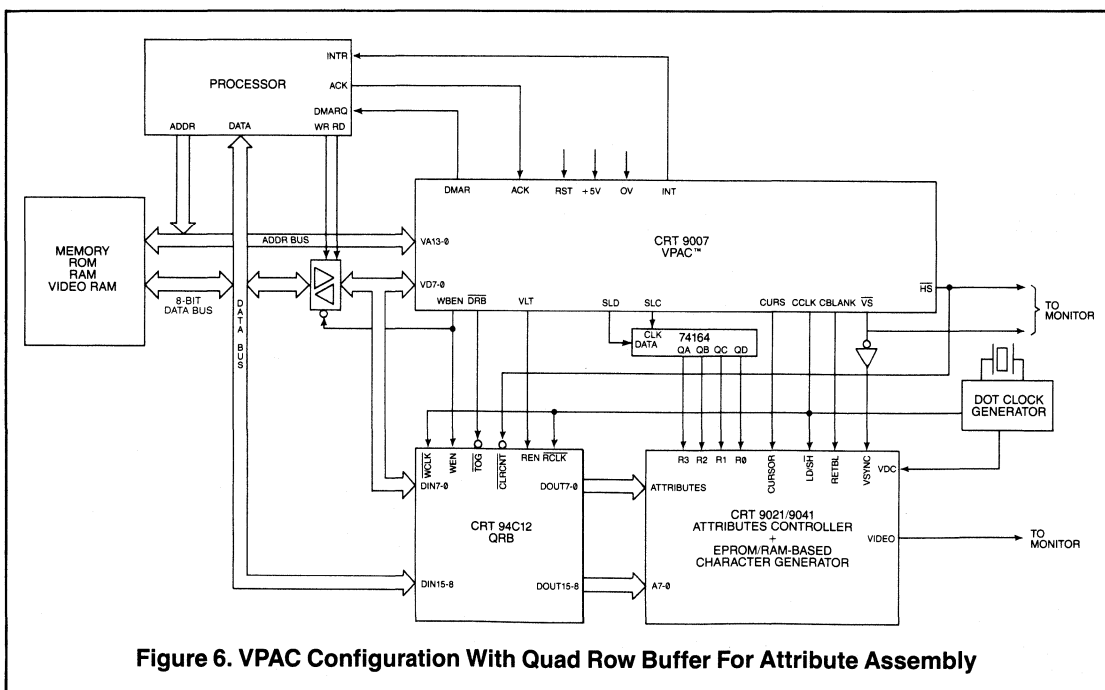 PROCESSOR
INTR
ACK
DMARQ
ADDR
DATA
WR RD
DMAR
ACK
RST
+5V
OV
INT
MEMORY
ROM
RAM
VIDEO RAM
ADDR BUS
8-BIT
DATA BUS
DATA BUS
VA13-0
VD7-0
CRT 9007
VPAC™
WBEN
DRB
VLT
SLD
SLC
CURS
CCLK
CBLANK
VS
HS
TO
MONITOR
CLK
DATA
74164
QA
QB
QC
QD
DOT CLOCK
GENERATOR
WCLK
WEN
TOG
CLRCNT
REN
RCLK
DIN7-0
DOUT7-0
CRT 94C12
QRB
DIN15-8
DOUT15-8
R3
R2
R1
R0
CURSOR
LD/SH
RETBL
VSYNC
VDC
ATTRIBUTES
CRT 9021/9041
ATTRIBUTES CONTROLLER
+
EPROM/RAM-BASED
CHARACTER GENERATOR
VIDEO
A7-0
TO
MONITOR
Figure 6. VPAC Configuration With Quad Row Buffer For Attribute Assembly